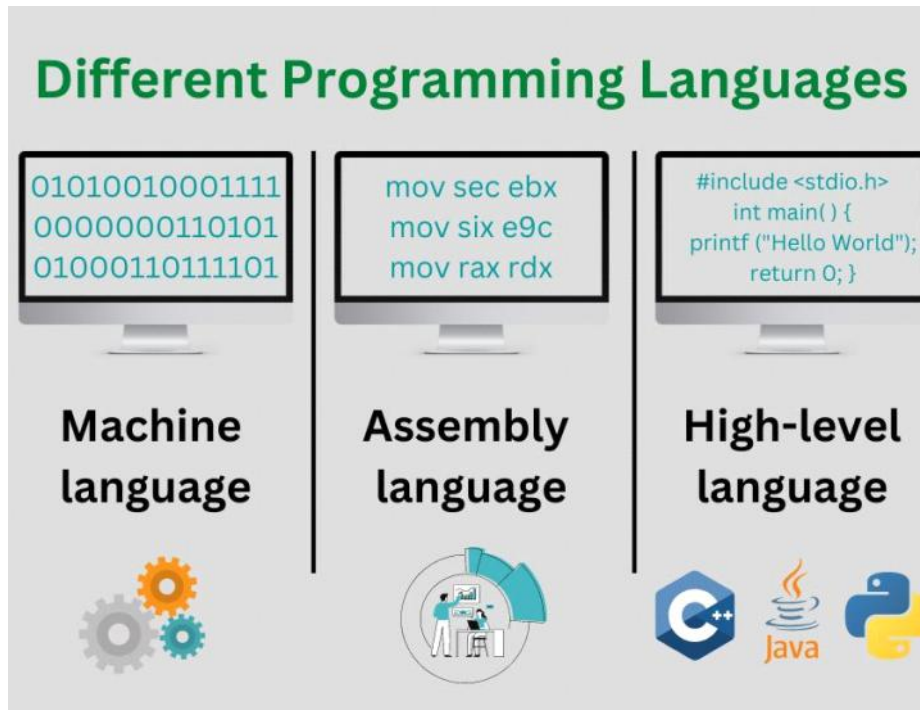 Different Programming Languages
01010010001111
0000000110101
01000110111101
mov sec ebx
mov six e9c
mov rax rdx
#include <stdio.h>
int main( ) {
printf ("Hello World");
return 0; }
Machine
language
Assembly
language
High-level
language
C++
Java